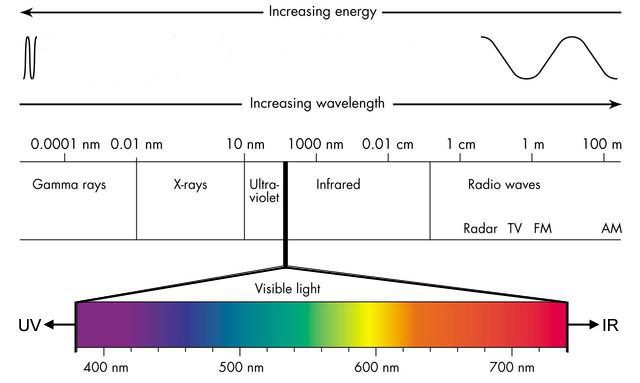 Increasing energy
Increasing wavelength
0.0001 nm 0.01 nm 10 nm 1000 nm 0.01 cm 1 cm 1 m 100 m
Gamma rays X-rays Ultra- Infrared Radio waves
violet
Radar TV FM AM
Visible light
UV IR
400 nm 500 nm 600 nm 700 nm